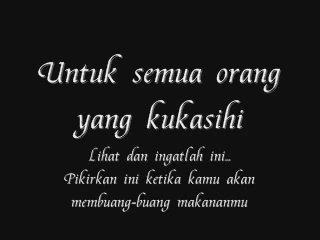 Untuk semua orang
yang kukasihi
Lihat dan ingatlah ini...
Pikirkan ini ketika kamu akan
membuang-buang makananmu